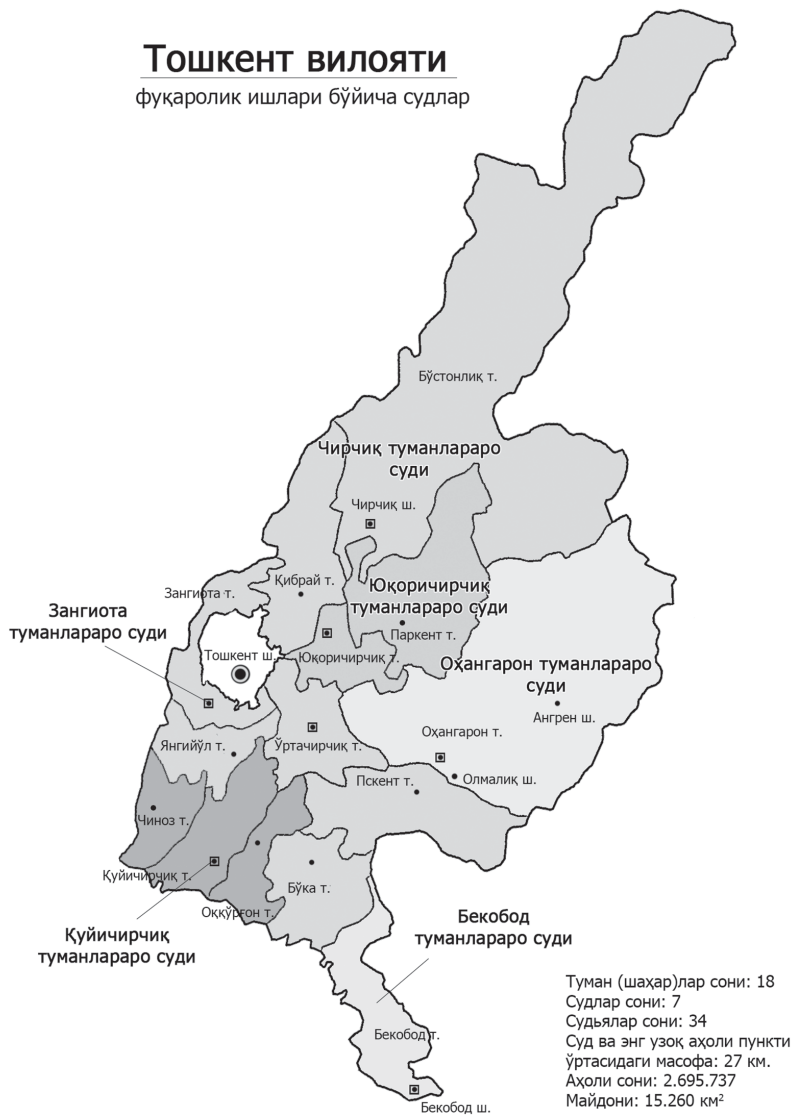 Тошкент вилояти
фуқаролик ишлари бўйича судлар
Бўстонлиқ т.
Чирчиқ туманлараро
суди
Чирчиқ ш.
Қибрай т.
Зангиота т.
Зангиота
туманлараро суди
Юқоричирчиқ
туманлараро суди
Паркент т.
Тошкент ш.
Юқоричирчиқ т.
Оҳангарон туманлараро
суди
Ангрен ш.
Оҳангарон т.
Янгийўл т.
Ўртачирчиқ т.
Пскент т.
Олмалиқ ш.
Чиноз т.
Қуйичирчиқ т.
Бўка т.
Оққўрғон т.
Қуйичирчиқ
туманлараро суди
Бекобод
туманлараро суди
Бекобод т.
Бекобод ш.
Туман (шаҳар)лар сони: 18
Судлар сони: 7
Судьялар сони: 34
Суд ва энг узоқ аҳоли пункти
ўртасидаги масофа: 27 км.
Аҳоли сони: 2.695.737
Майдони: 15.260 км²